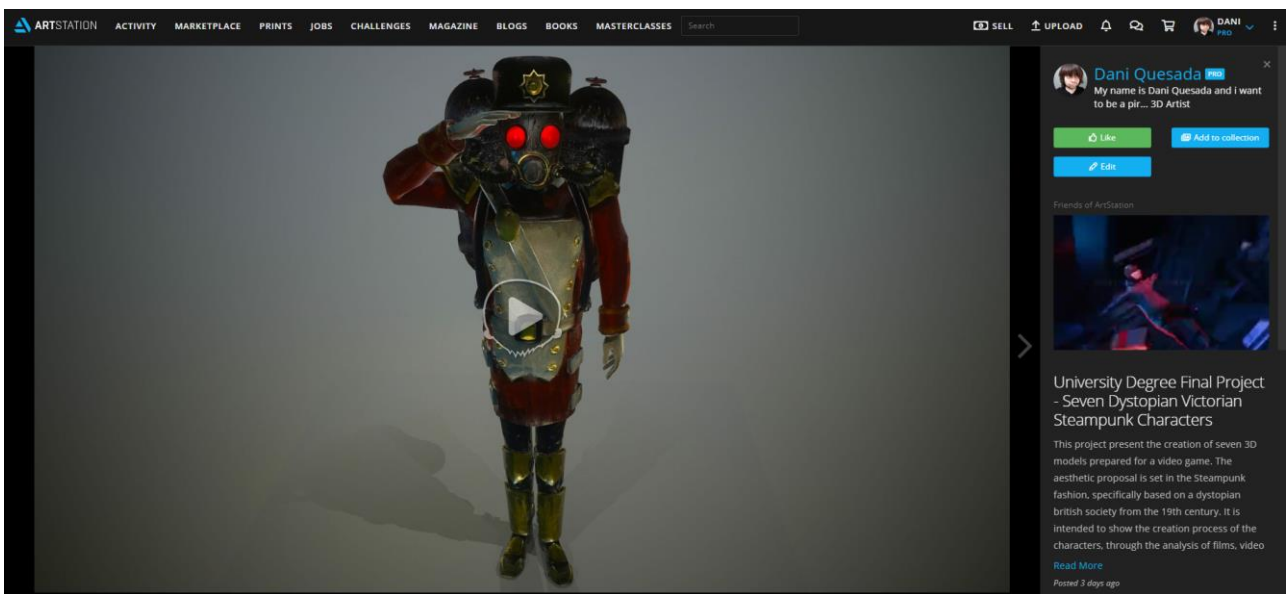 ARTSTATION ACTIVITY MARKETPLACE PRINTS JOBS CHALLENGES MAGAZINE BLOGS BOOKS MASTERCLASSES Search SELL UPLOAD DANI
PRO
Dani Quesada PRO
My name is Dani Quesada and i want
to be a pir... 3D Artist
Like Add to collection
Edit
Friends of ArtStation
University Degree Final Project
- Seven Dystopian Victorian
Steampunk Characters
This project present the creation of seven 3D
models prepared for a video game. The
aesthetic proposal is set in the Steampunk
fashion, specifically based on a dystopian
british society from the 19th century. It is
intended to show the creation process of the
characters, through the analysis of films, video
Read More
Posted 3 days ago